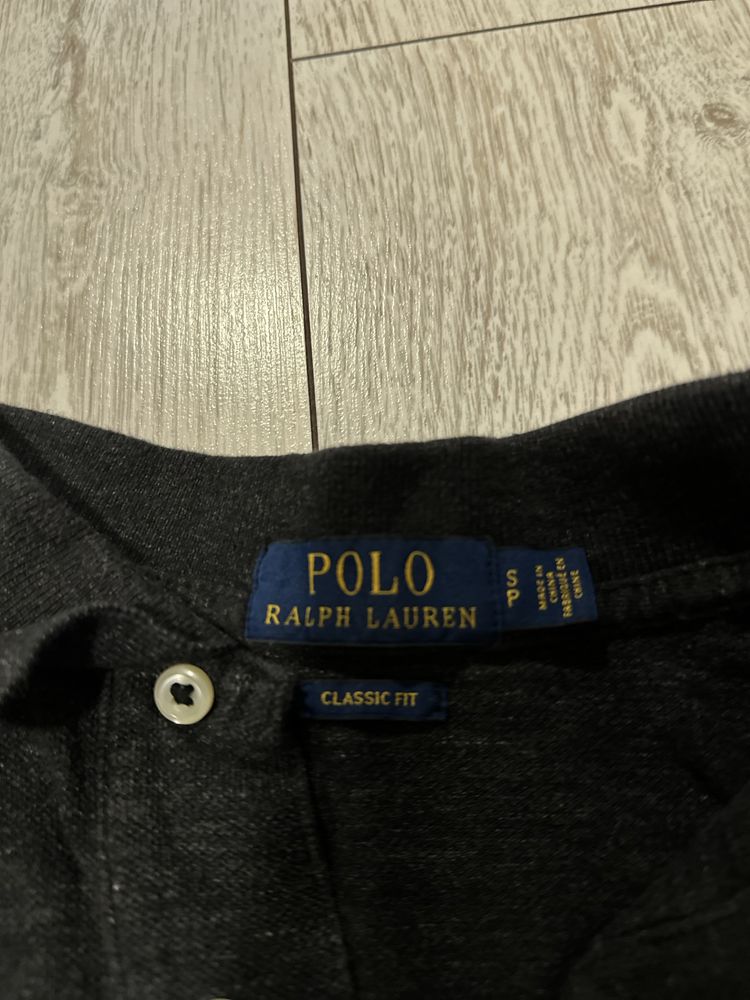 POLO
RALPH LAUREN
S
P
MADE IN
CHINA
FABRIQUÉ EN
CHINE
CLASSIC FIT